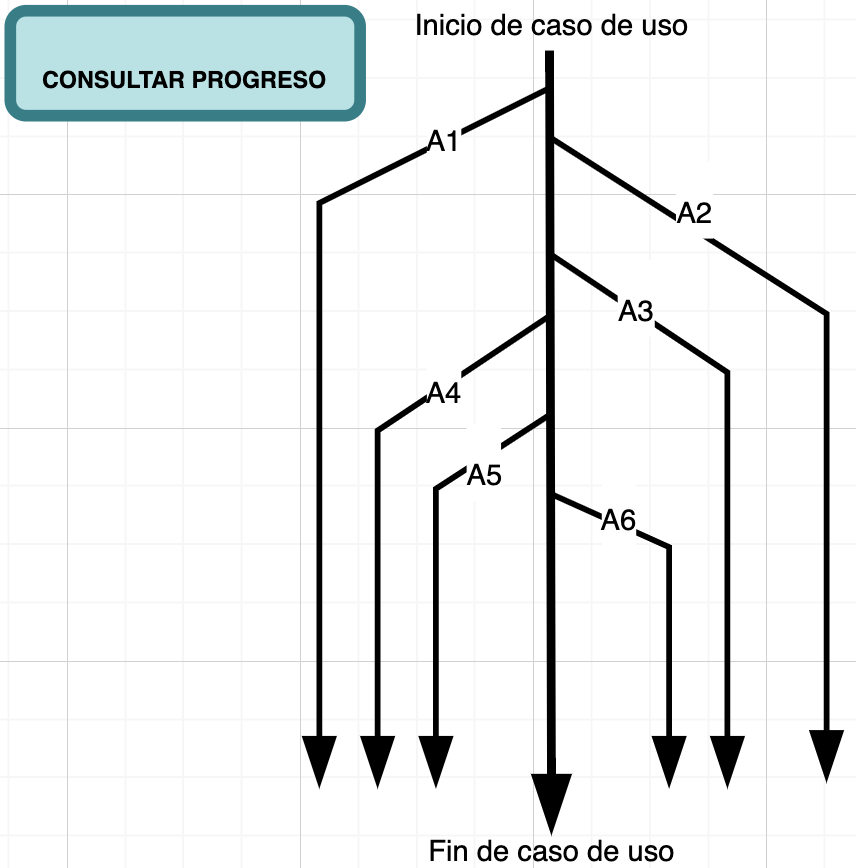 Inicio de caso de uso
CONSULTAR PROGRESO
A1
A2
A3
A4
A5
A6
Fin de caso de uso